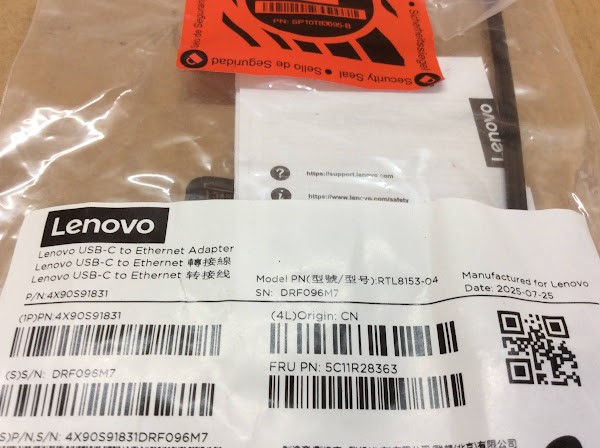 PN: SP10T83695-B
Sello de Seguridad • Security Seal • Sicherheitssiegel
Lenovo
https://support.lenovo.com
https://www.lenovo.com/safety
Lenovo
Lenovo USB-C to Ethernet Adapter
Lenovo USB-C to Ethernet 轉接線
Lenovo USB-C to Ethernet 转接线
P/N:4X90S91831
Model PN(型號/型号):RTL8153-04
SN: DRF096M7
Manufactured for Lenovo
Date: 2025-07-25
(1P)PN:4X90S91831
(4L)Origin: CN
(S)S/N: DRF096M7
FRU PN: 5C11R28363
S)P/N,S/N: 4X90S91831DRF096M7